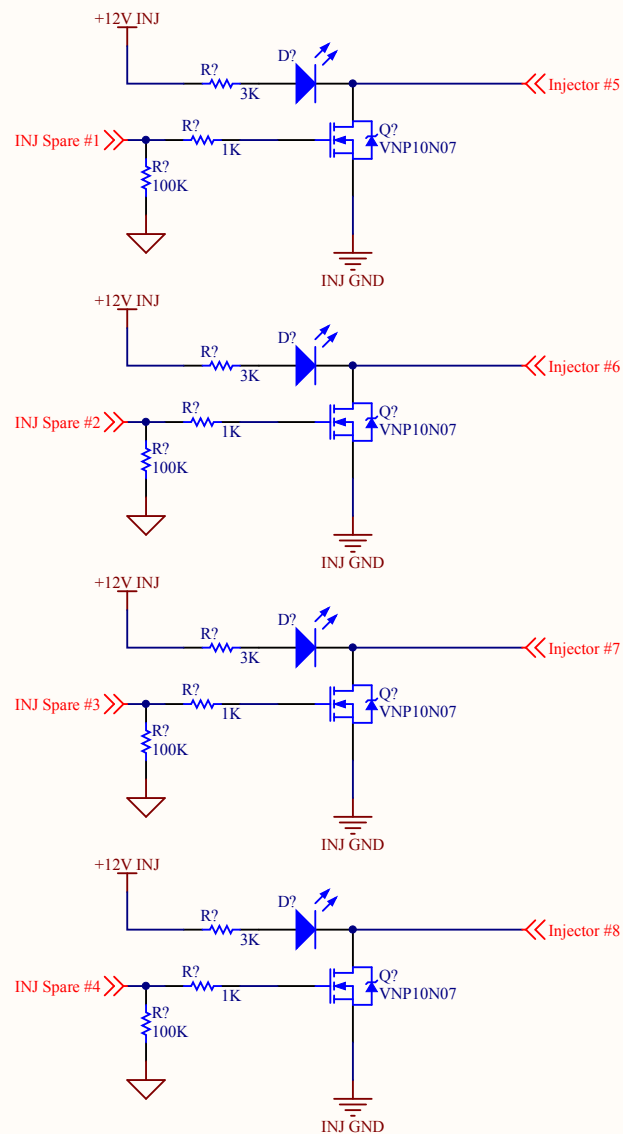 +12V INJ
D?
R?
3K
Injector #5
INJ Spare #1
R?
1K
Q?
VNP10N07
R?
100K
INJ GND
+12V INJ
D?
R?
3K
Injector #6
INJ Spare #2
R?
1K
Q?
VNP10N07
R?
100K
INJ GND
+12V INJ
D?
R?
3K
Injector #7
INJ Spare #3
R?
1K
Q?
VNP10N07
R?
100K
INJ GND
+12V INJ
D?
R?
3K
Injector #8
INJ Spare #4
R?
1K
Q?
VNP10N07
R?
100K
INJ GND